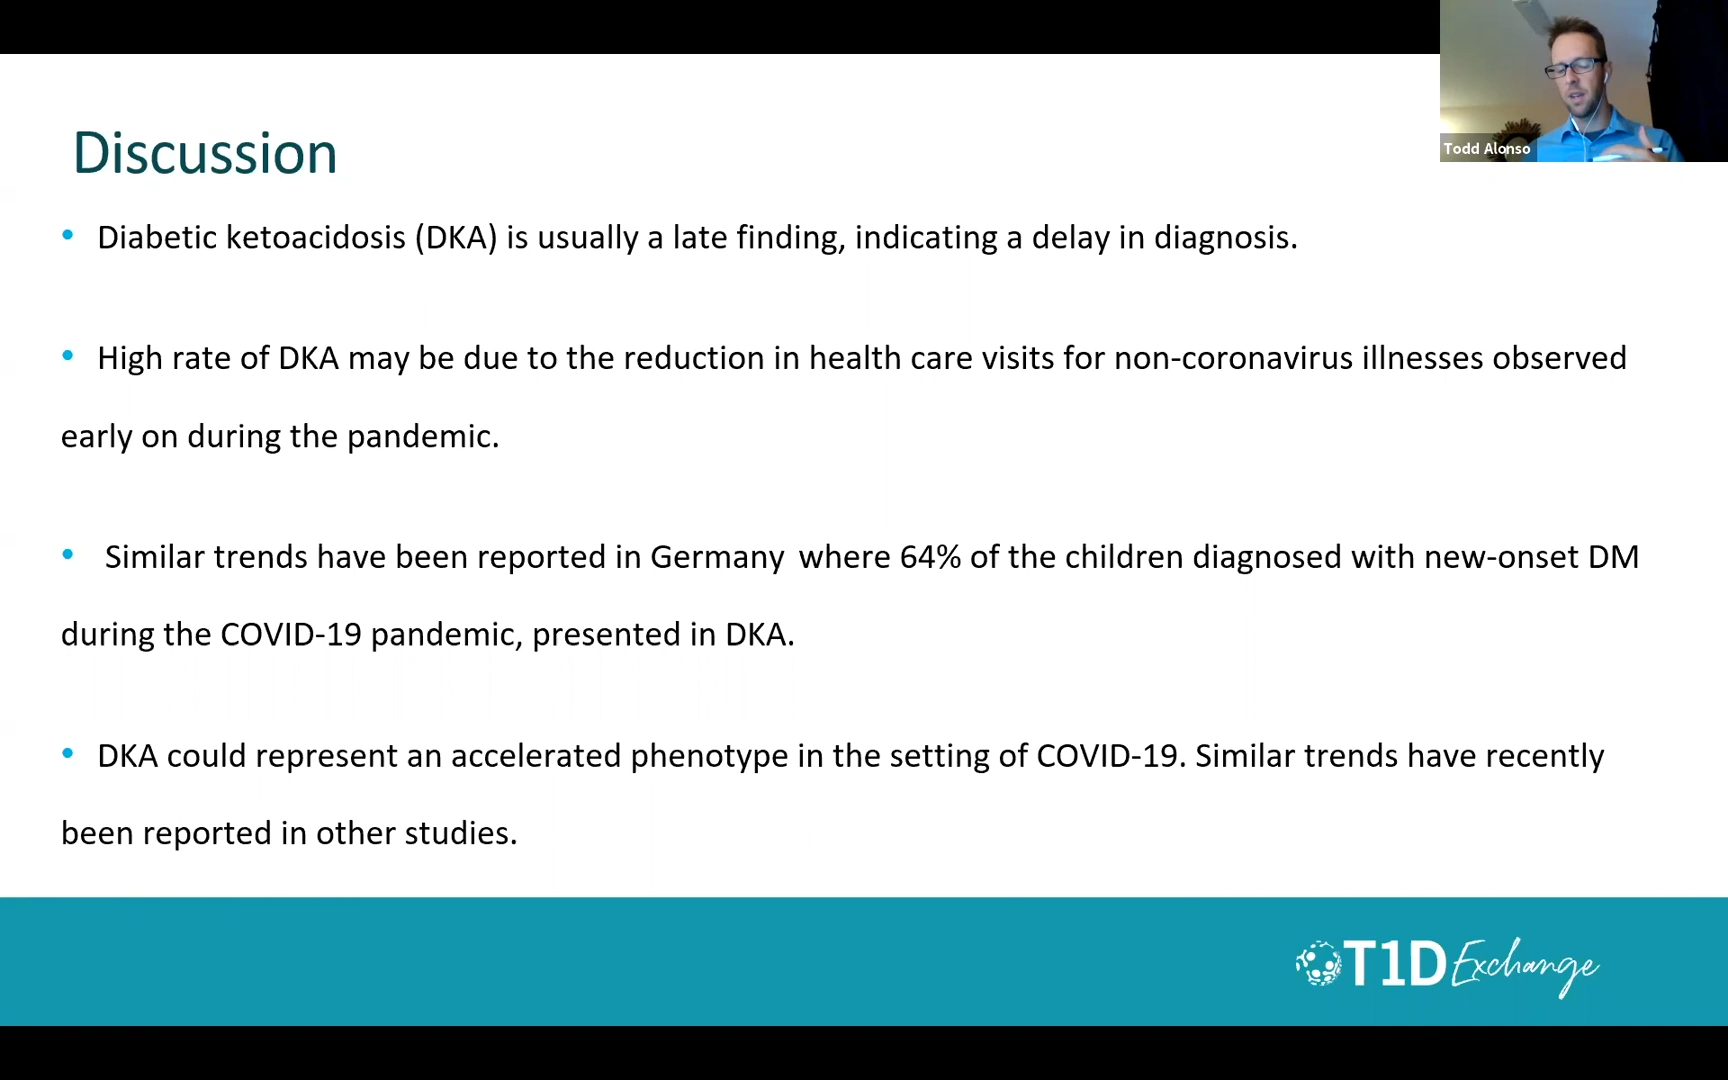 Todd Alonso
Discussion
• Diabetic ketoacidosis (DKA) is usually a late finding, indicating a delay in diagnosis.
• High rate of DKA may be due to the reduction in health care visits for non-coronavirus illnesses observed
early on during the pandemic.
• Similar trends have been reported in Germany where 64% of the children diagnosed with new-onset DM
during the COVID-19 pandemic, presented in DKA.
• DKA could represent an accelerated phenotype in the setting of COVID-19. Similar trends have recently
been reported in other studies.
T1D Exchange